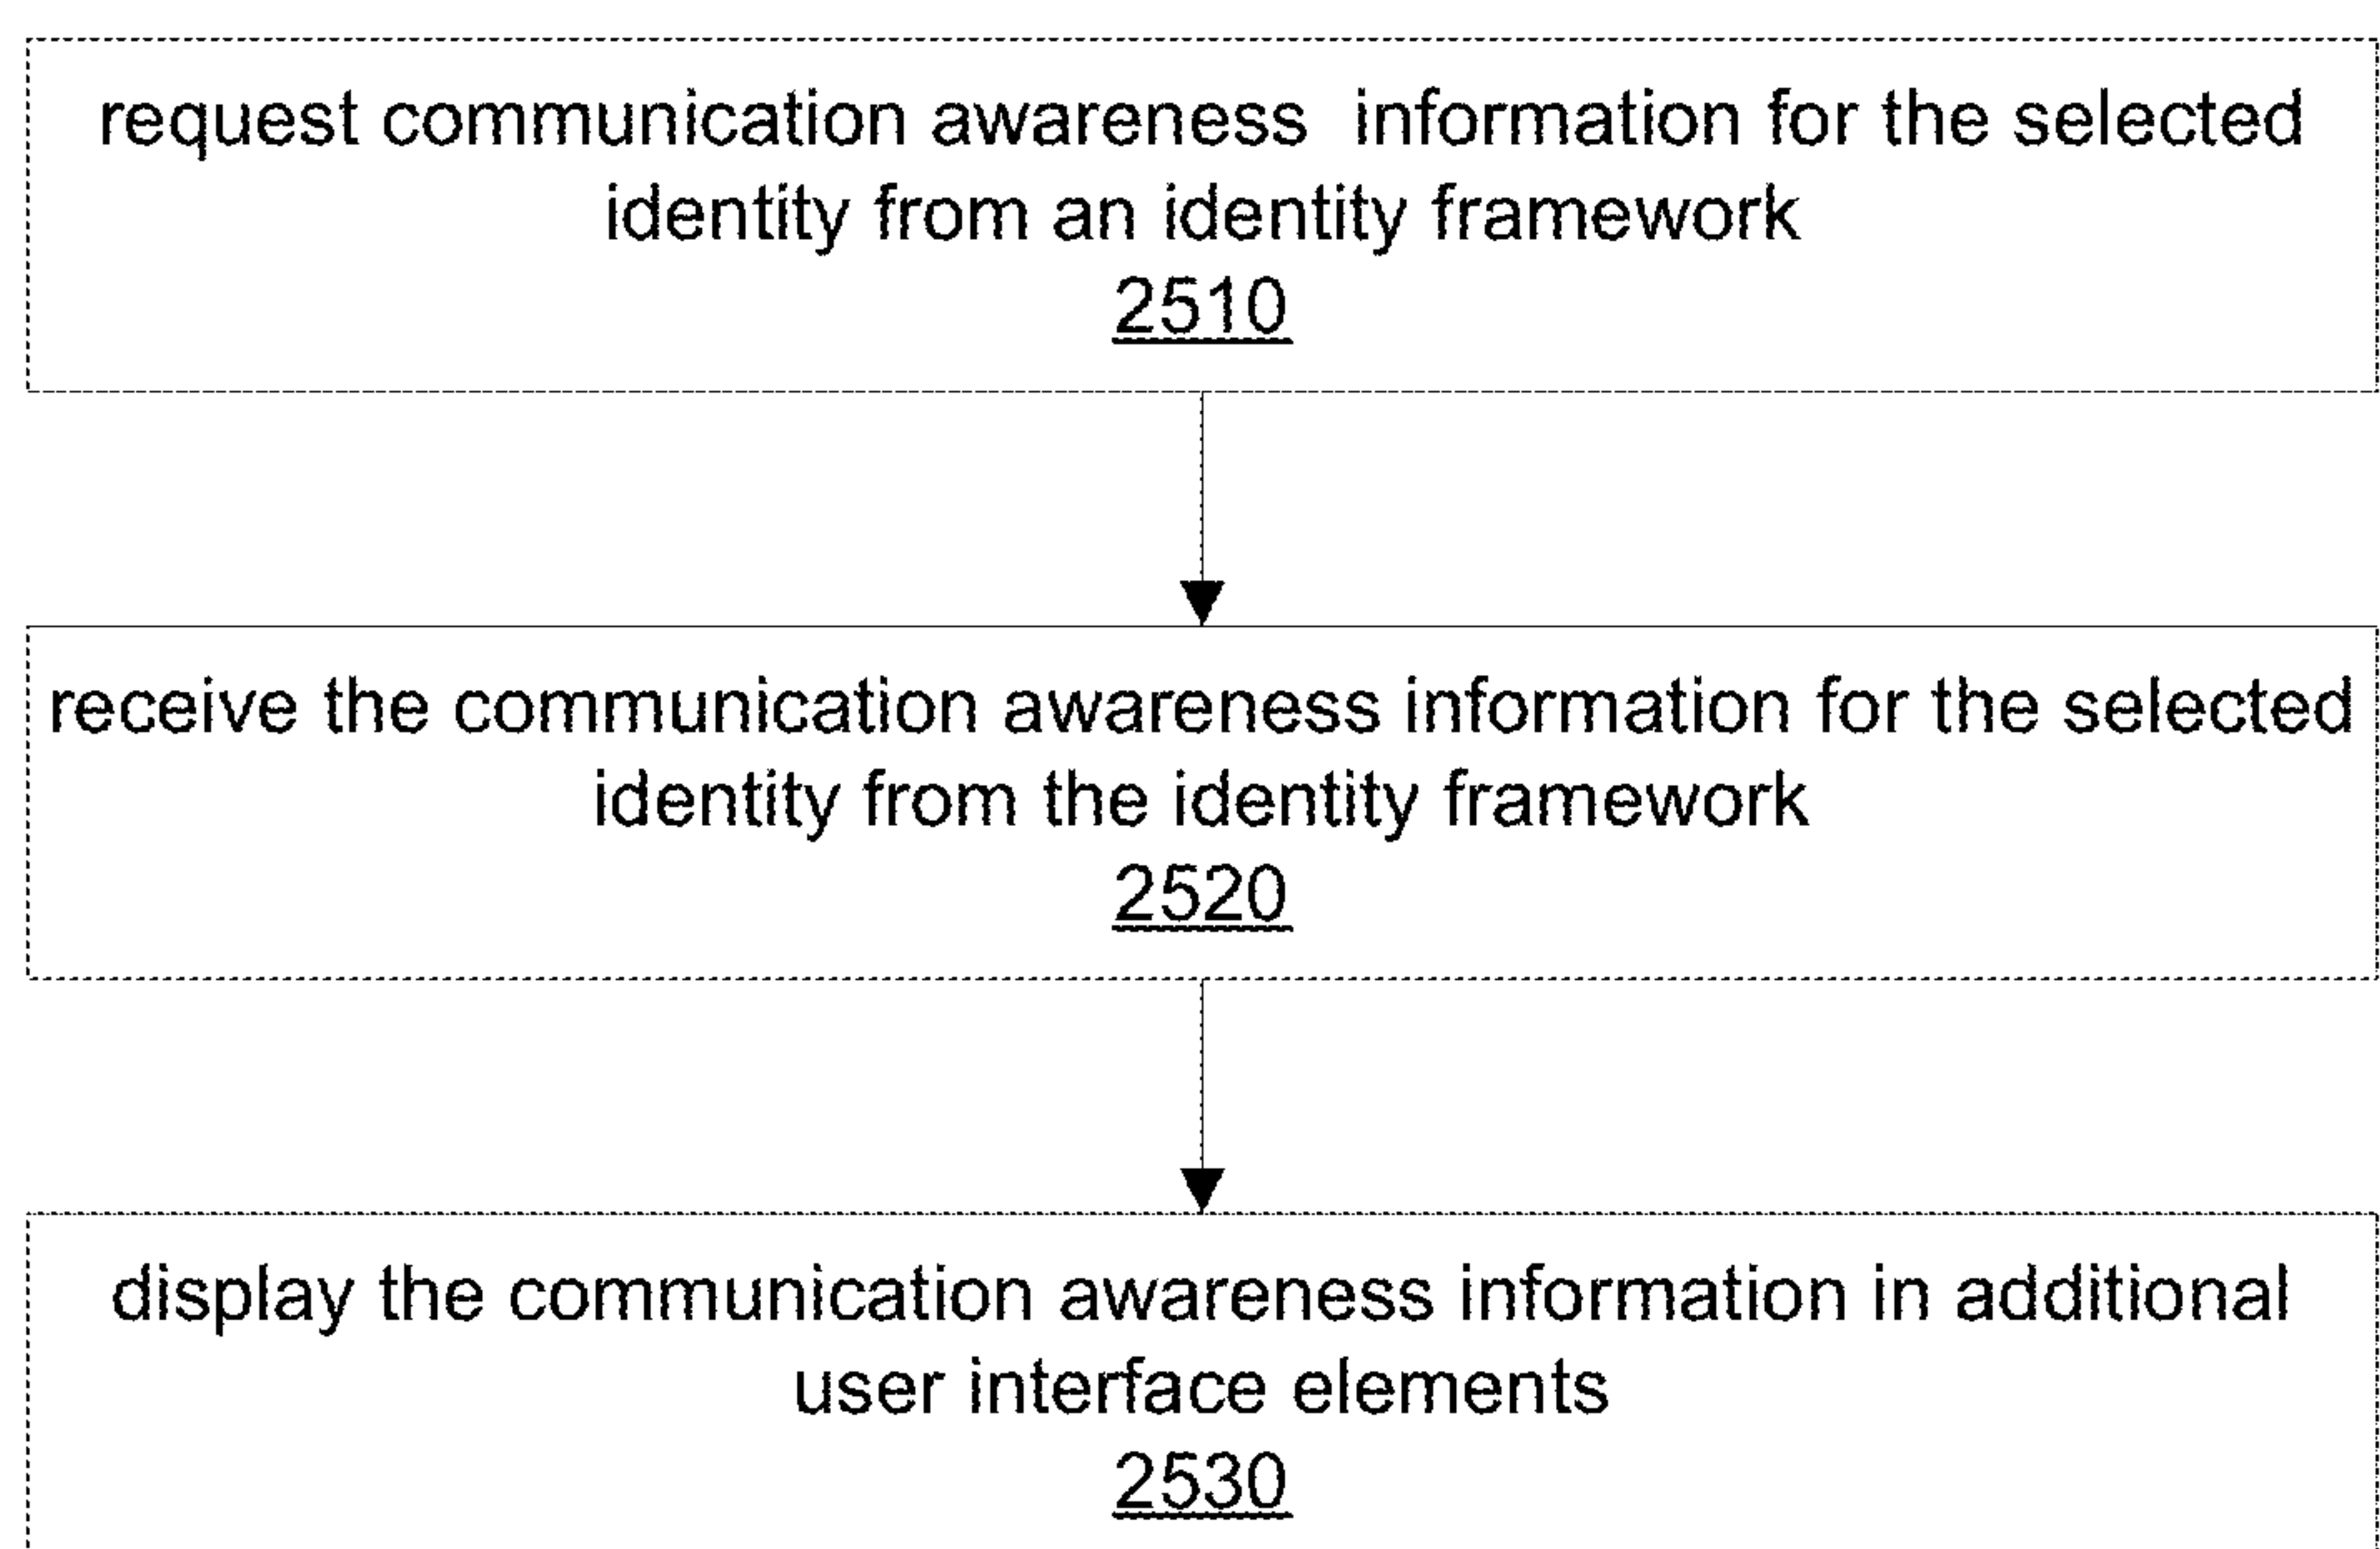 request communication awareness information for the selected
identity from an identity framework
2510
receive the communication awareness information for the selected
identity from the identity framework
2520
display the communication awareness information in additional
user interface elements
2530